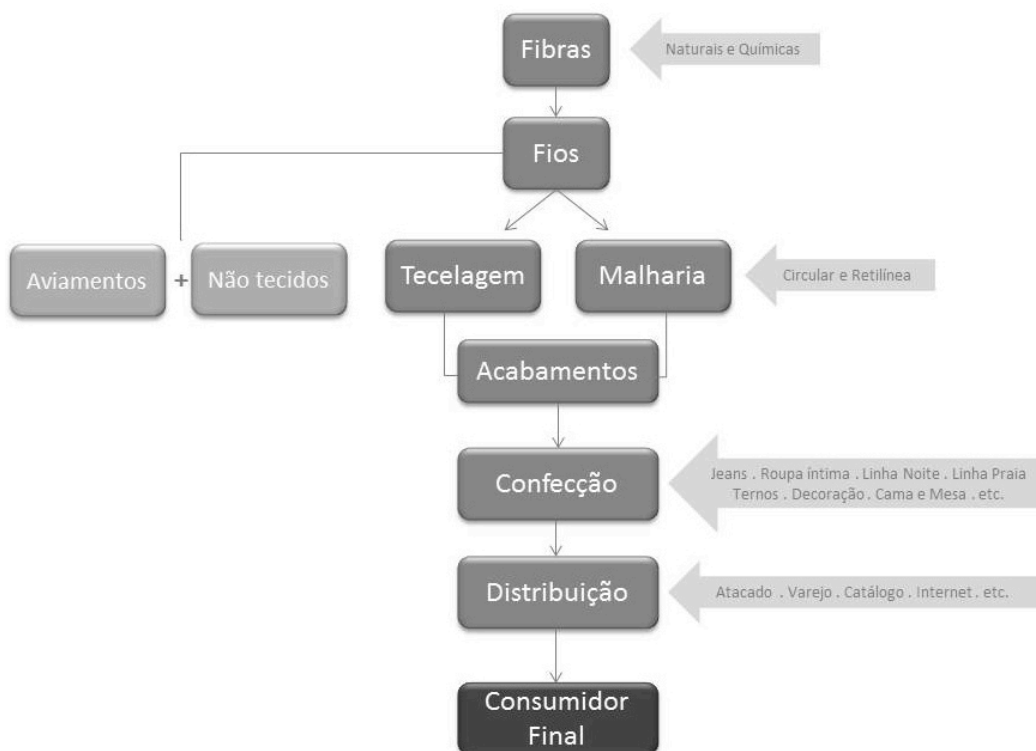 Fibras
Naturais e Químicas
Fios
Aviamentos
+
Não tecidos
Tecelagem
Malharia
Circular e Retilínea
Acabamentos
Confecção
Jeans . Roupa íntima . Linha Noite . Linha Praia
Ternos . Decoração . Cama e Mesa . etc.
Distribuição
Atacado . Varejo . Catálogo . Internet . etc.
Consumidor
Final